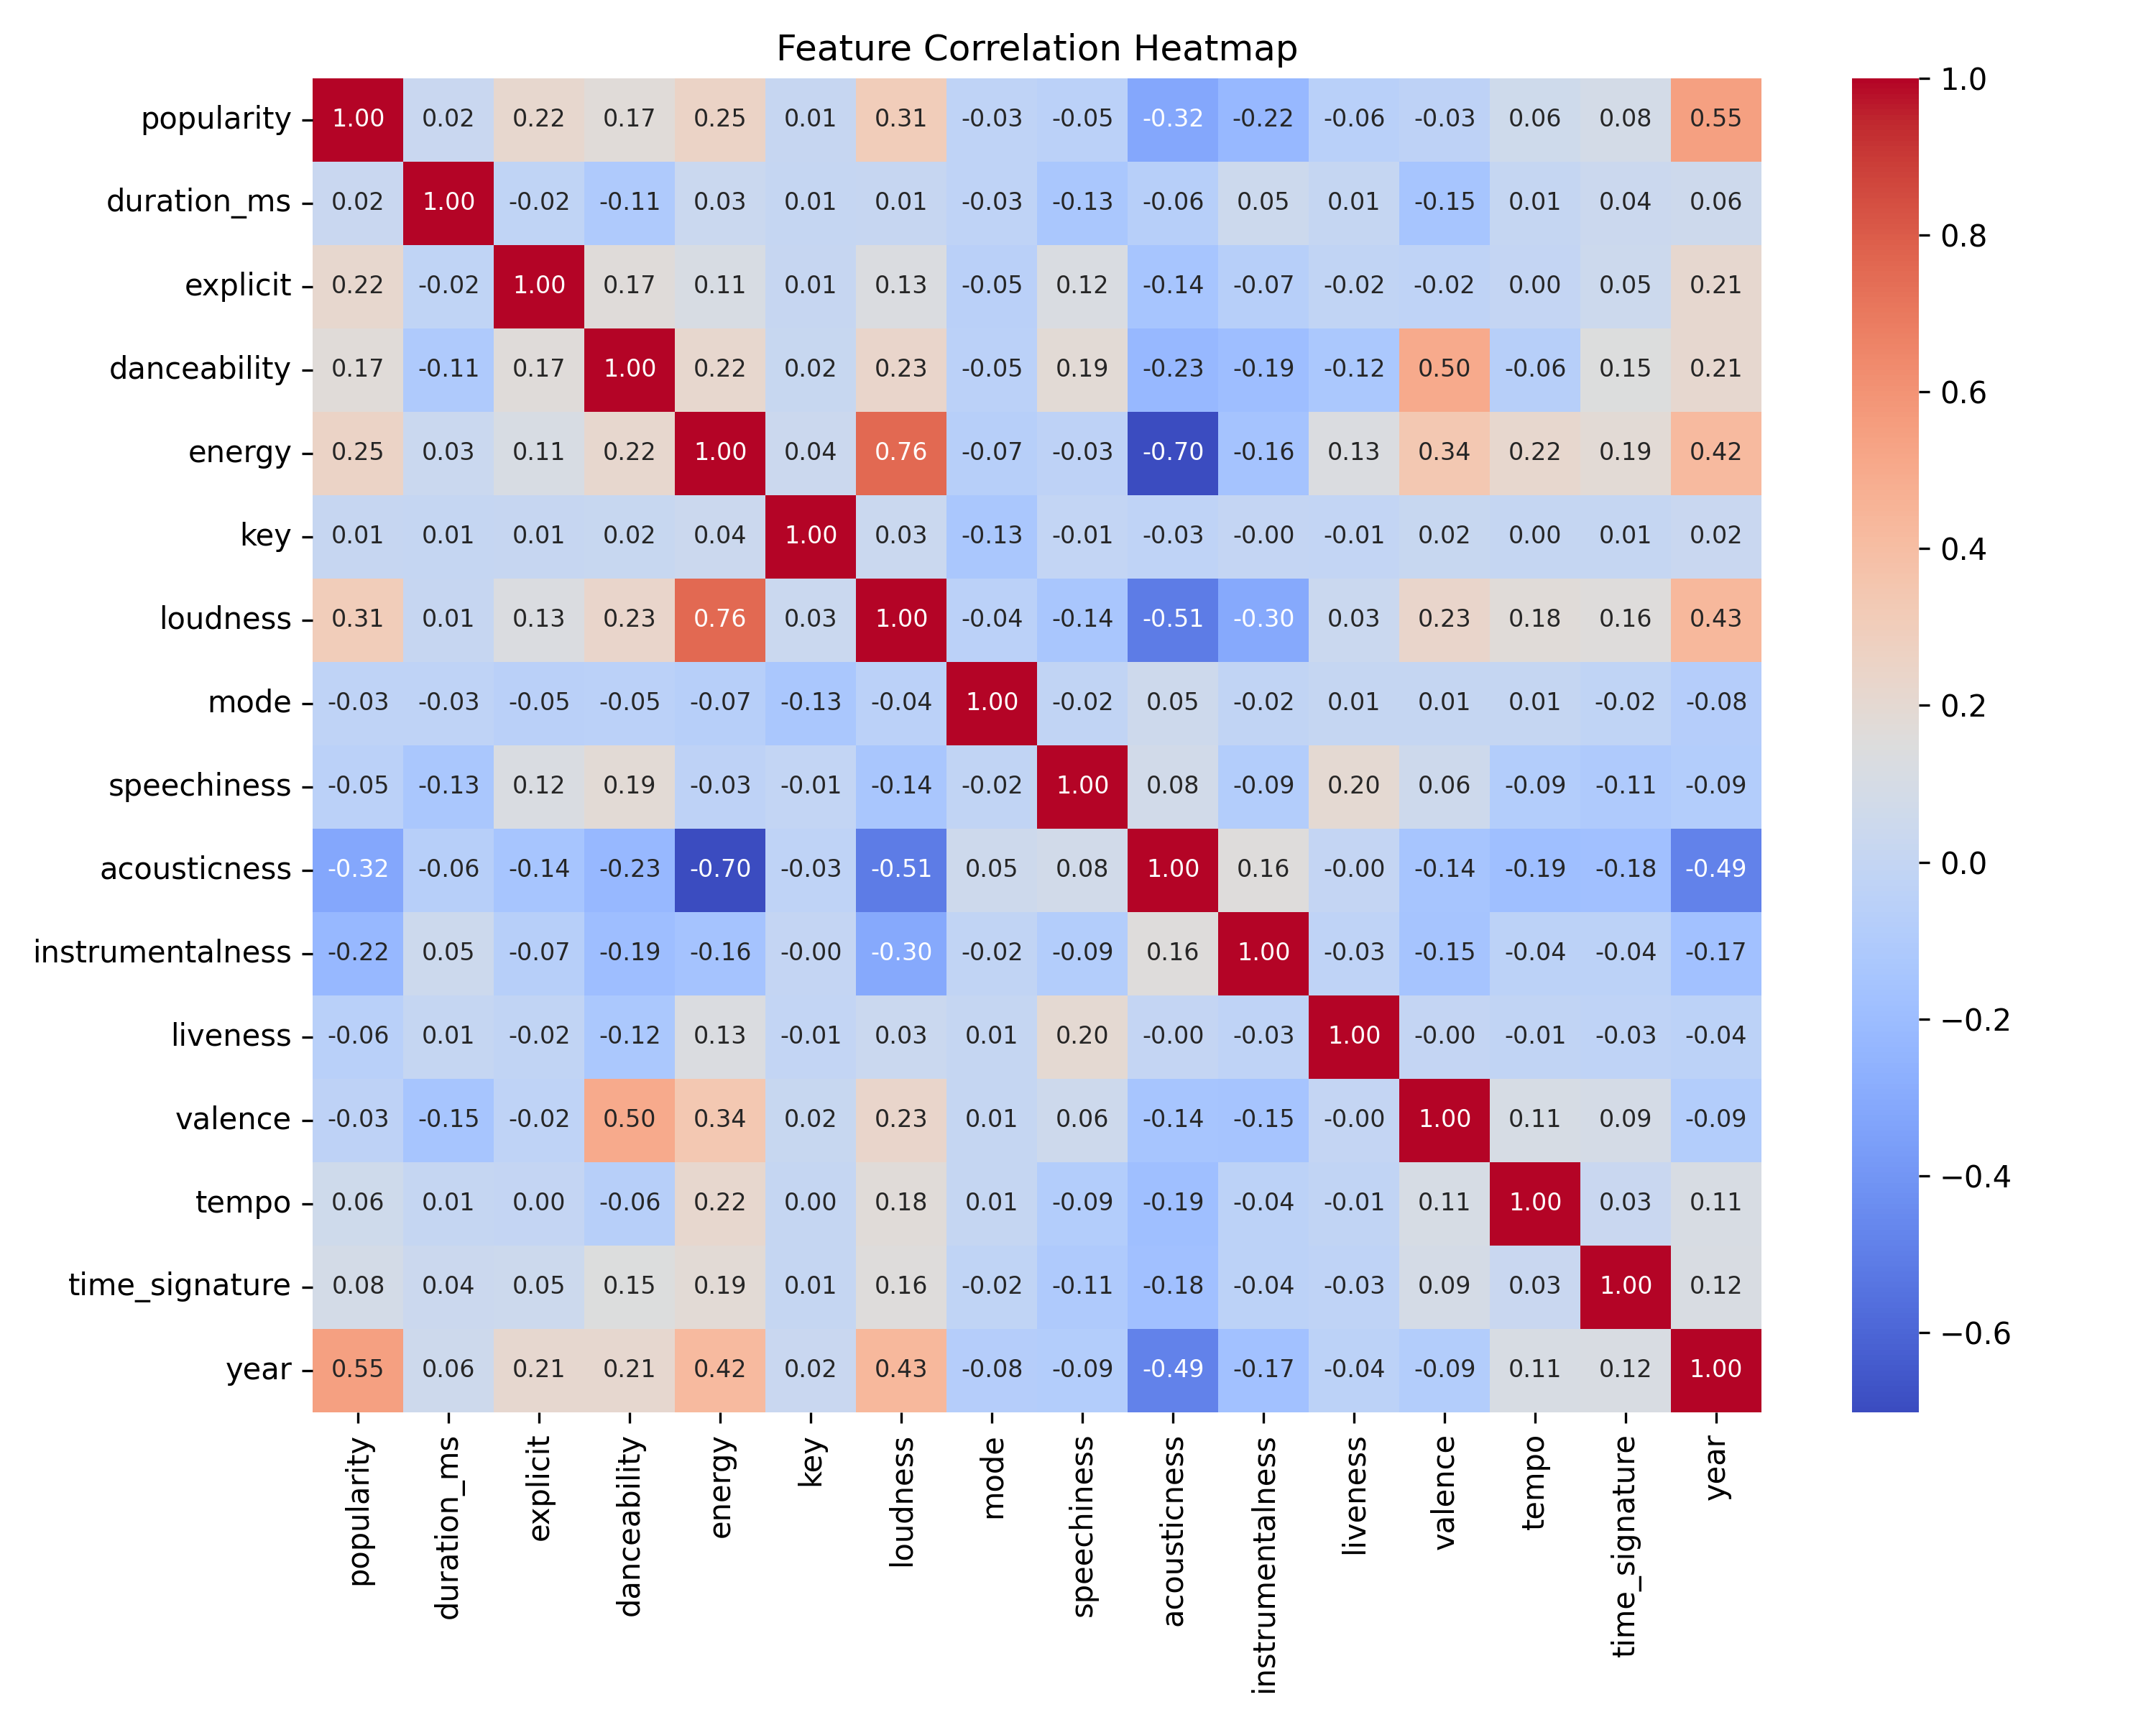 Feature Correlation Heatmap
popularity 1.00 0.02 0.22 0.17 0.25 0.01 0.31 -0.03 -0.05 -0.32 -0.22 -0.06 -0.03 0.06 0.08 0.55
duration_ms 0.02 1.00 -0.02 -0.11 0.03 0.01 0.01 -0.03 -0.13 -0.06 0.05 0.01 -0.15 0.01 0.04 0.06
explicit 0.22 -0.02 1.00 0.17 0.11 0.01 0.13 -0.05 0.12 -0.14 -0.07 -0.02 -0.02 0.00 0.05 0.21
danceability 0.17 -0.11 0.17 1.00 0.22 0.02 0.23 -0.05 0.19 -0.23 -0.19 -0.12 0.50 -0.06 0.15 0.21
energy 0.25 0.03 0.11 0.22 1.00 0.04 0.76 -0.07 -0.03 -0.70 -0.16 0.13 0.34 0.22 0.19 0.42
key 0.01 0.01 0.01 0.02 0.04 1.00 0.03 -0.13 -0.01 -0.03 -0.00 -0.01 0.02 0.00 0.01 0.02
loudness 0.31 0.01 0.13 0.23 0.76 0.03 1.00 -0.04 -0.14 -0.51 -0.30 0.03 0.23 0.18 0.16 0.43
mode -0.03 -0.03 -0.05 -0.05 -0.07 -0.13 -0.04 1.00 -0.02 0.05 -0.02 0.01 0.01 0.01 -0.02 -0.08
speechiness -0.05 -0.13 0.12 0.19 -0.03 -0.01 -0.14 -0.02 1.00 0.08 -0.09 0.20 0.06 -0.09 -0.11 -0.09
acousticness -0.32 -0.06 -0.14 -0.23 -0.70 -0.03 -0.51 0.05 0.08 1.00 0.16 -0.00 -0.14 -0.19 -0.18 -0.49
instrumentalness -0.22 0.05 -0.07 -0.19 -0.16 -0.00 -0.30 -0.02 -0.09 0.16 1.00 -0.03 -0.15 -0.04 -0.04 -0.17
liveness -0.06 0.01 -0.02 -0.12 0.13 -0.01 0.03 0.01 0.20 -0.00 -0.03 1.00 -0.00 -0.01 -0.03 -0.04
valence -0.03 -0.15 -0.02 0.50 0.34 0.02 0.23 0.01 0.06 -0.14 -0.15 -0.00 1.00 0.11 0.09 -0.09
tempo 0.06 0.01 0.00 -0.06 0.22 0.00 0.18 0.01 -0.09 -0.19 -0.04 -0.01 0.11 1.00 0.03 0.11
time_signature 0.08 0.04 0.05 0.15 0.19 0.01 0.16 -0.02 -0.11 -0.18 -0.04 -0.03 0.09 0.03 1.00 0.12
year 0.55 0.06 0.21 0.21 0.42 0.02 0.43 -0.08 -0.09 -0.49 -0.17 -0.04 -0.09 0.11 0.12 1.00
popularity
duration_ms
explicit
danceability
energy
key
loudness
mode
speechiness
acousticness
instrumentalness
liveness
valence
tempo
time_signature
year
1.0
0.8
0.6
0.4
0.2
0.0
−0.2
−0.4
−0.6